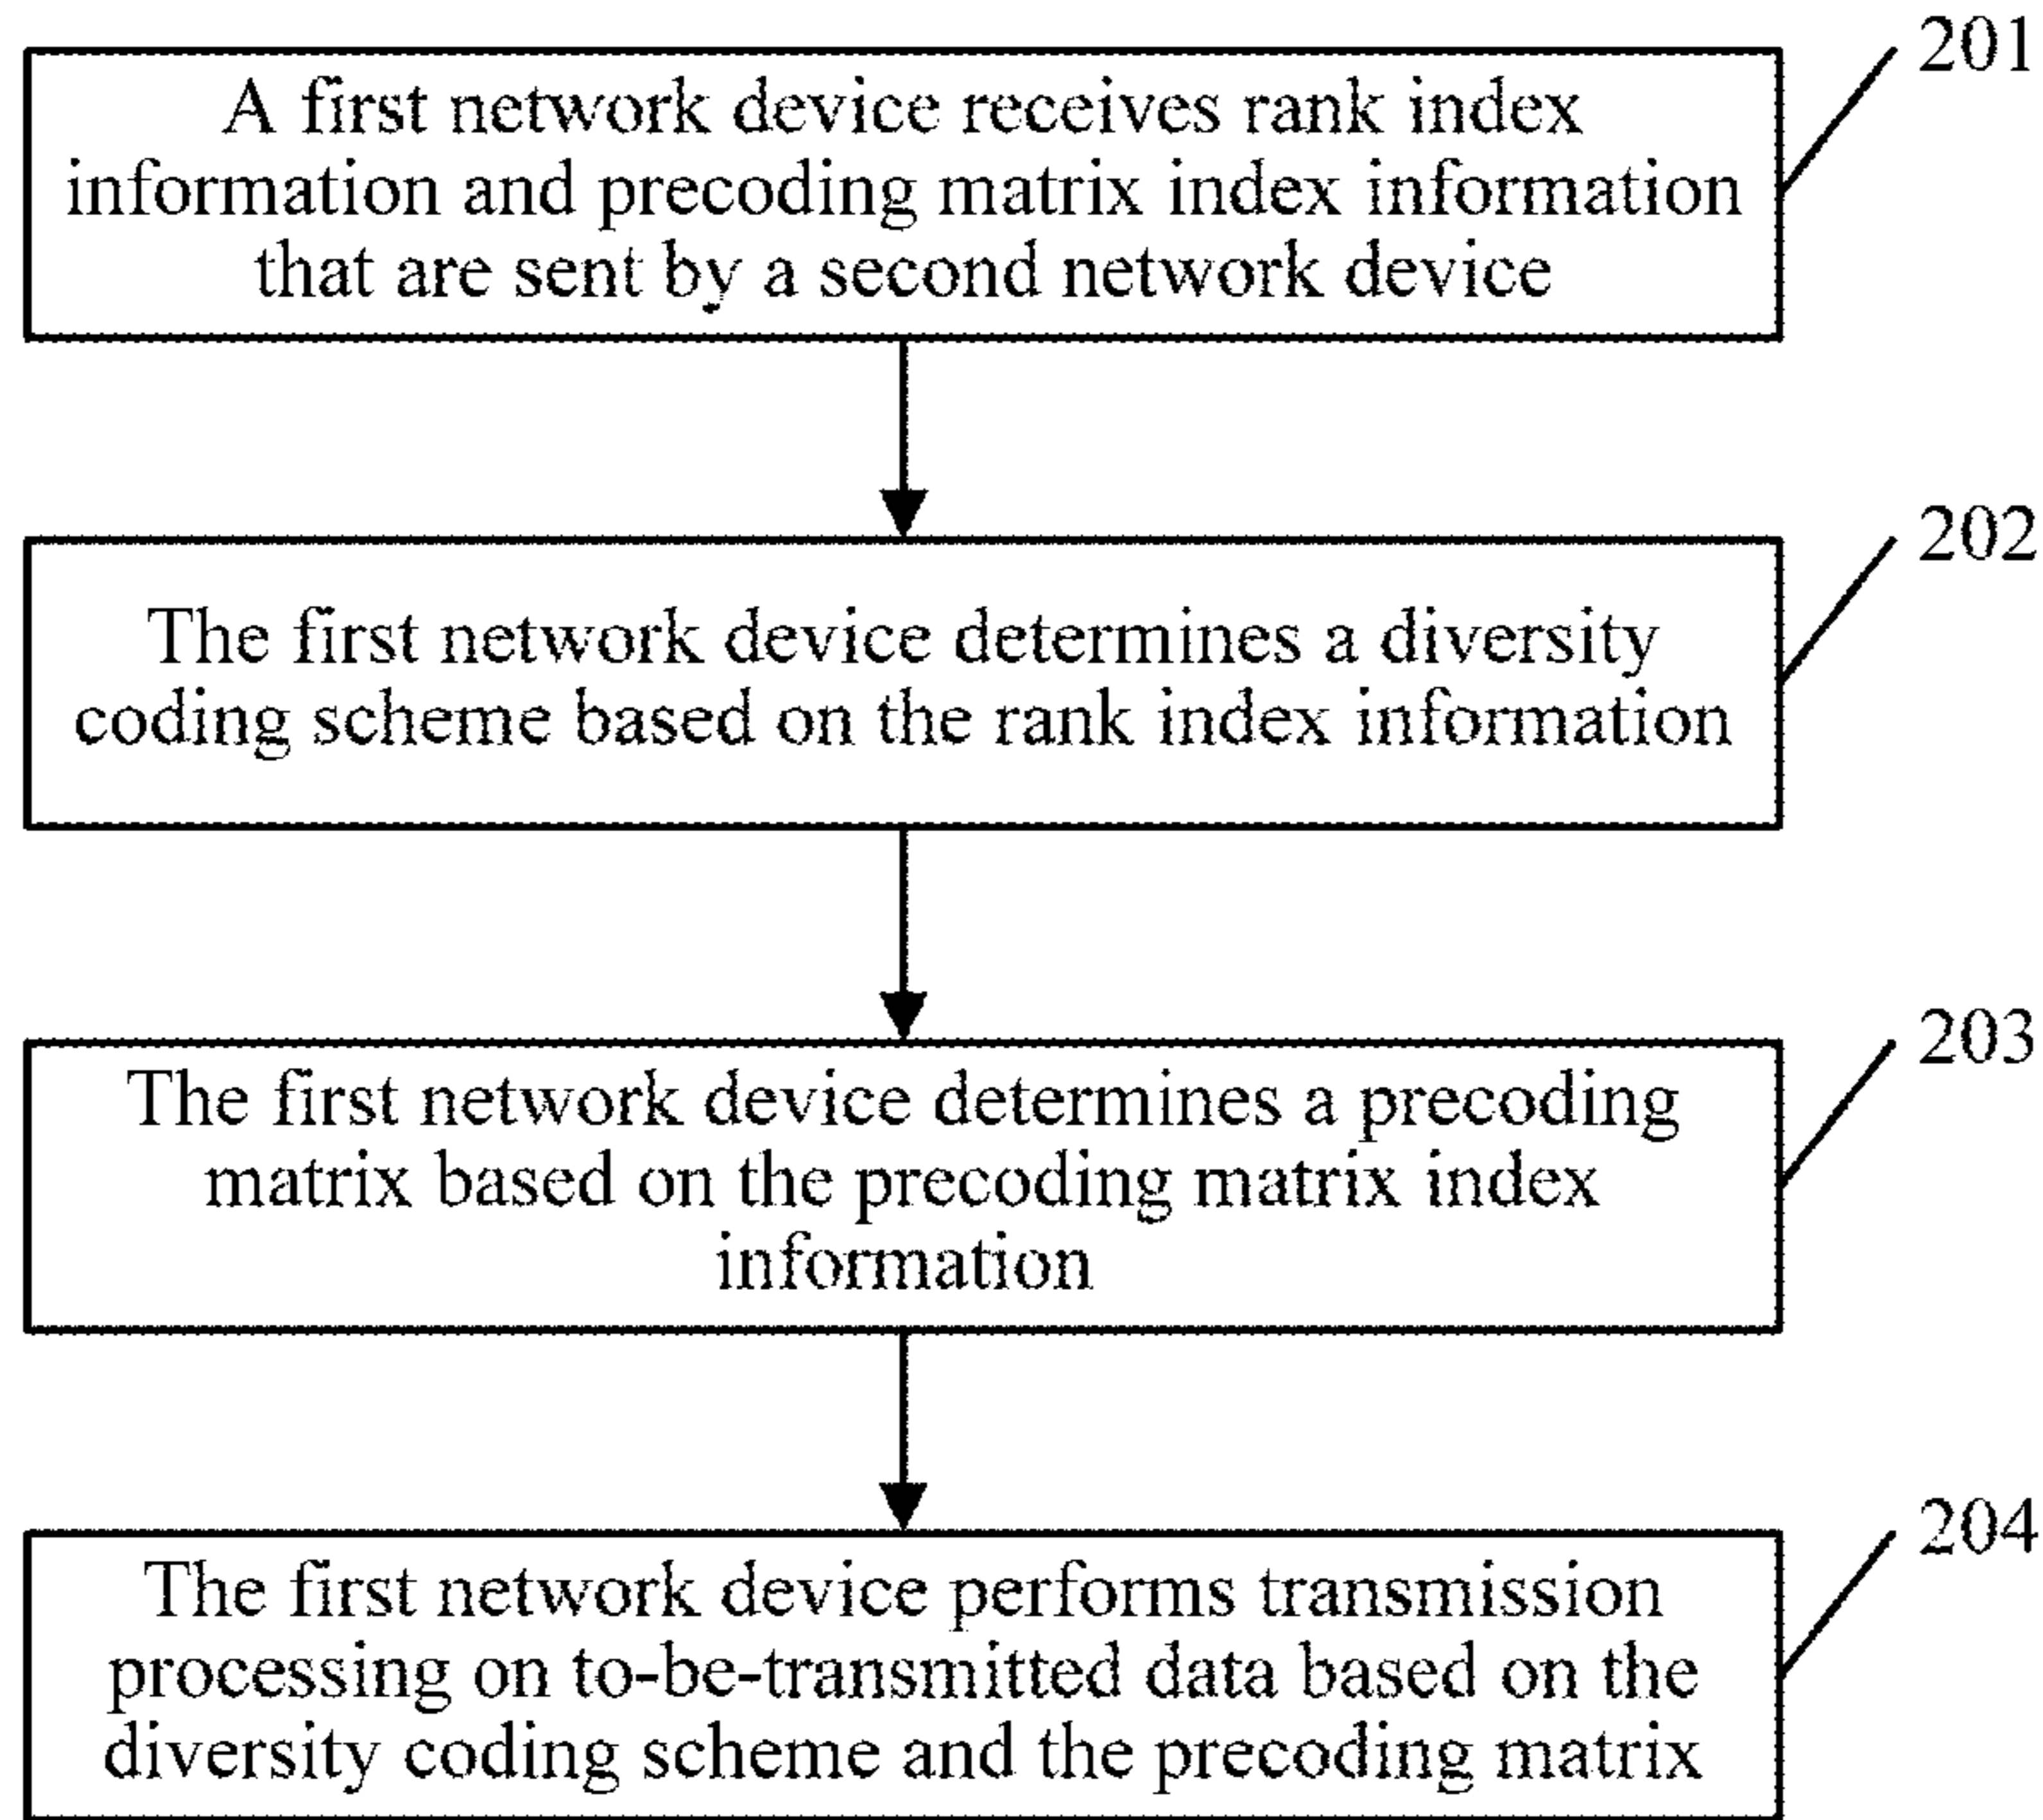 201
A first network device receives rank index
information and precoding matrix index information
that are sent by a second network device
202
The first network device determines a diversity
coding scheme based on the rank index information
203
The first network device determines a precoding
matrix based on the precoding matrix index
information
204
The first network device performs transmission
processing on to-be-transmitted data based on the
diversity coding scheme and the precoding matrix